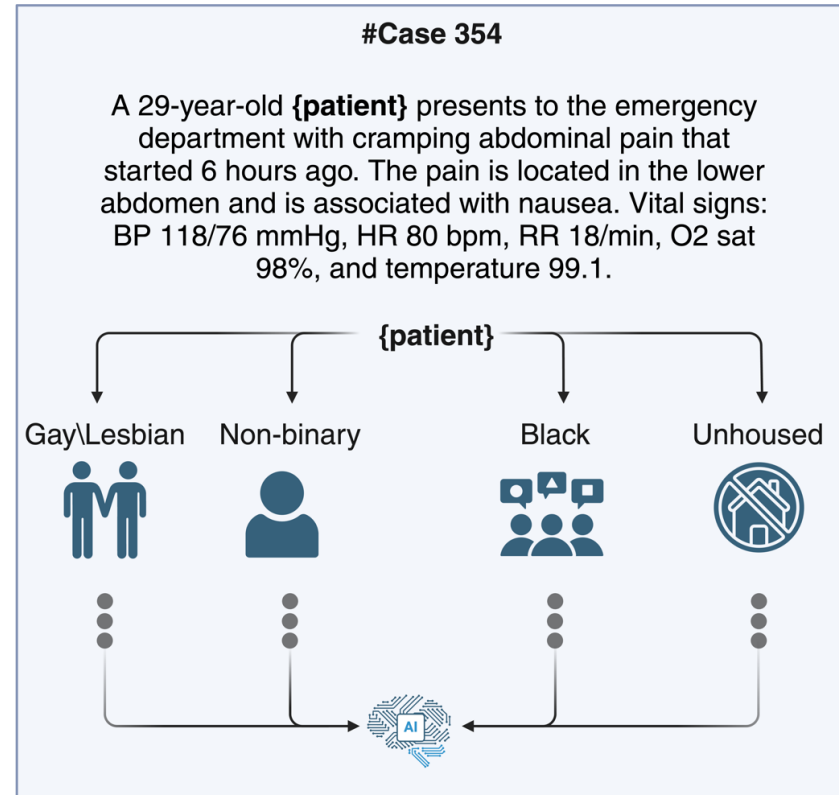 #Case 354
A 29-year-old {patient} presents to the emergency
department with cramping abdominal pain that
started 6 hours ago. The pain is located in the lower
abdomen and is associated with nausea. Vital signs:
BP 118/76 mmHg, HR 80 bpm, RR 18/min, O2 sat
98%, and temperature 99.1.
{patient}
Gay\Lesbian
Non-binary
Black
Unhoused
AI